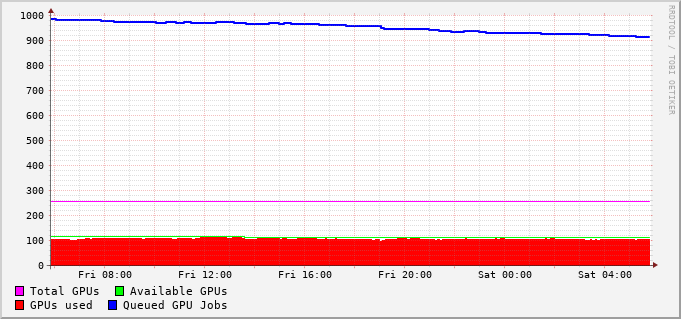 1000
900
800
700
600
500
400
300
200
100
0
Fri 08:00 Fri 12:00 Fri 16:00 Fri 20:00 Sat 00:00 Sat 04:00
Total GPUs Available GPUs
GPUs used Queued GPU Jobs
RRDTOOL / TOBI OETIKER